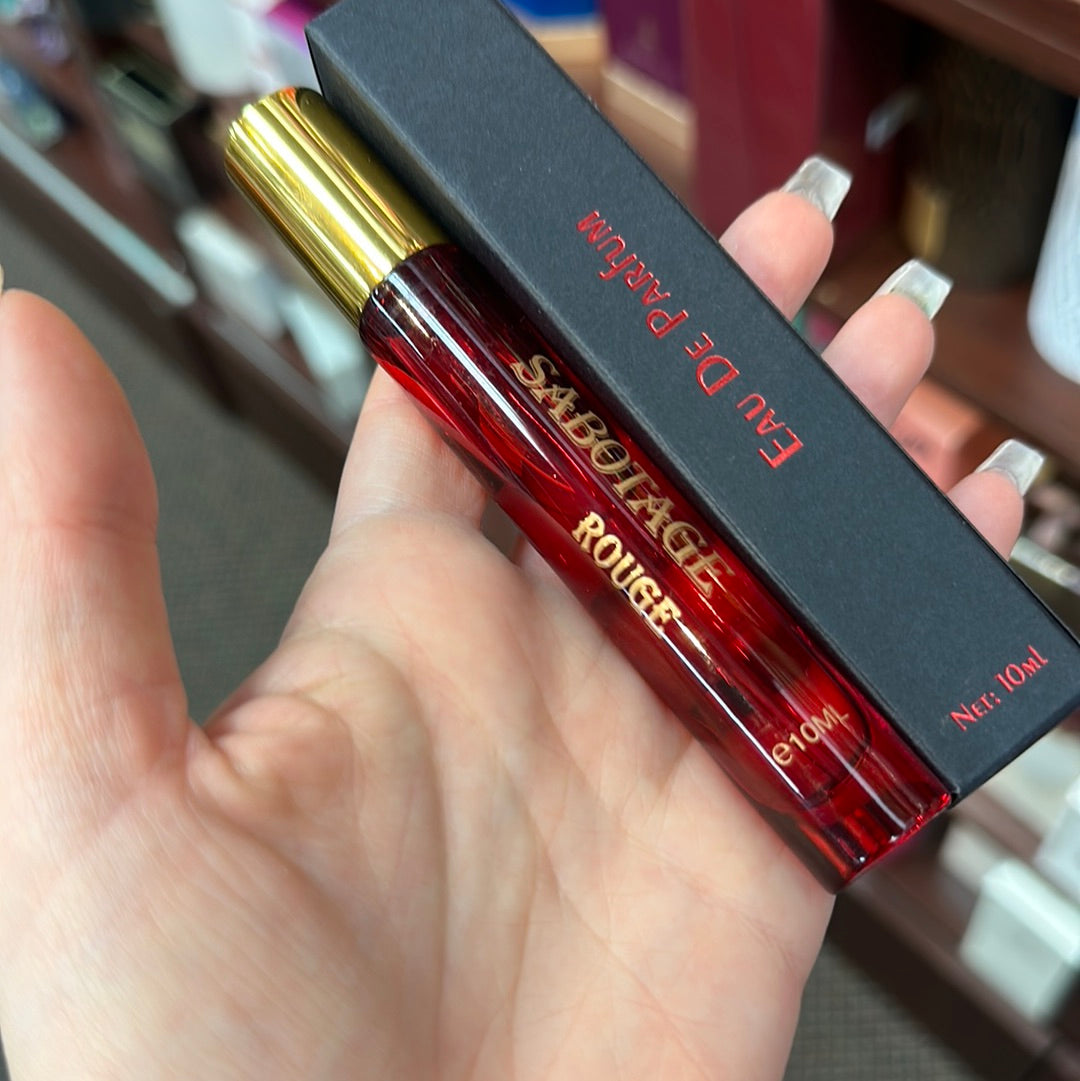 SABOTAGE
ROUGE
e10ML
EAU DE PARfUM
NET: 10ML